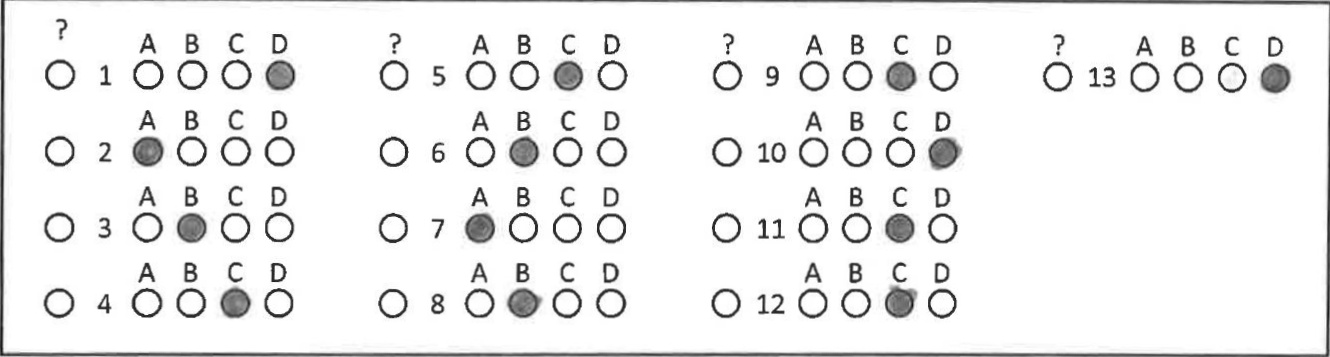 ? A B C D ? A B C D ? A B C D ? A B C D
1 5 9 13
A B C D A B C D A B C D
2 6 10
A B C D A B C D A B C D
3 7 11
A B C D A B C D A B C D
4 8 12